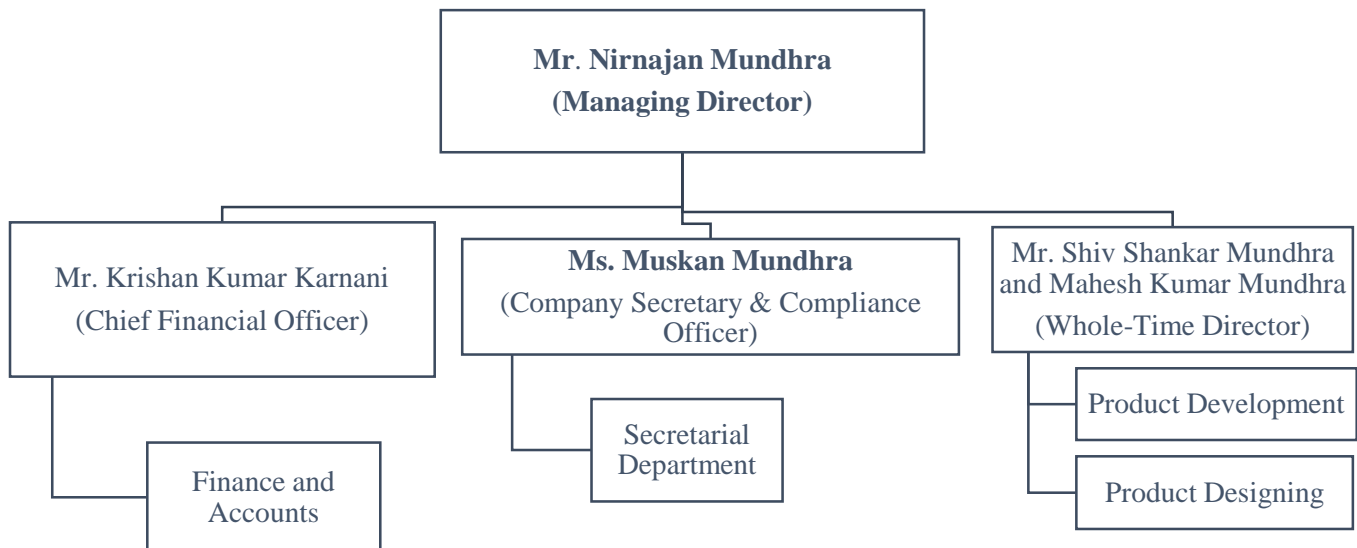 Mr. Nirnajan Mundhra
(Managing Director)
Mr. Krishan Kumar Karnani
(Chief Financial Officer)
Ms. Muskan Mundhra
(Company Secretary & Compliance
Officer)
Mr. Shiv Shankar Mundhra
and Mahesh Kumar Mundhra
(Whole-Time Director)
Finance and
Accounts
Secretarial
Department
Product Development
Product Designing